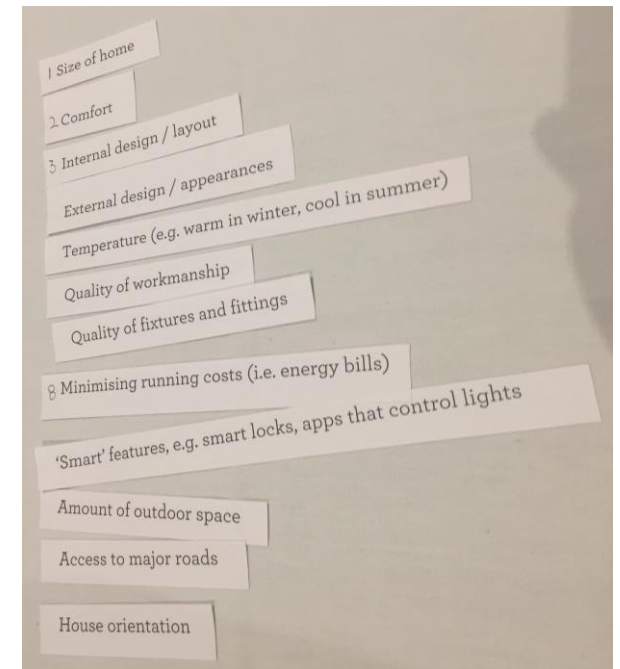 1 Size of home
2 Comfort
3 Internal design / layout
External design / appearances
Temperature (e.g. warm in winter, cool in summer)
Quality of workmanship
Quality of fixtures and fittings
8 Minimising running costs (i.e. energy bills)
‘Smart’ features, e.g. smart locks, apps that control lights
Amount of outdoor space
Access to major roads
House orientation